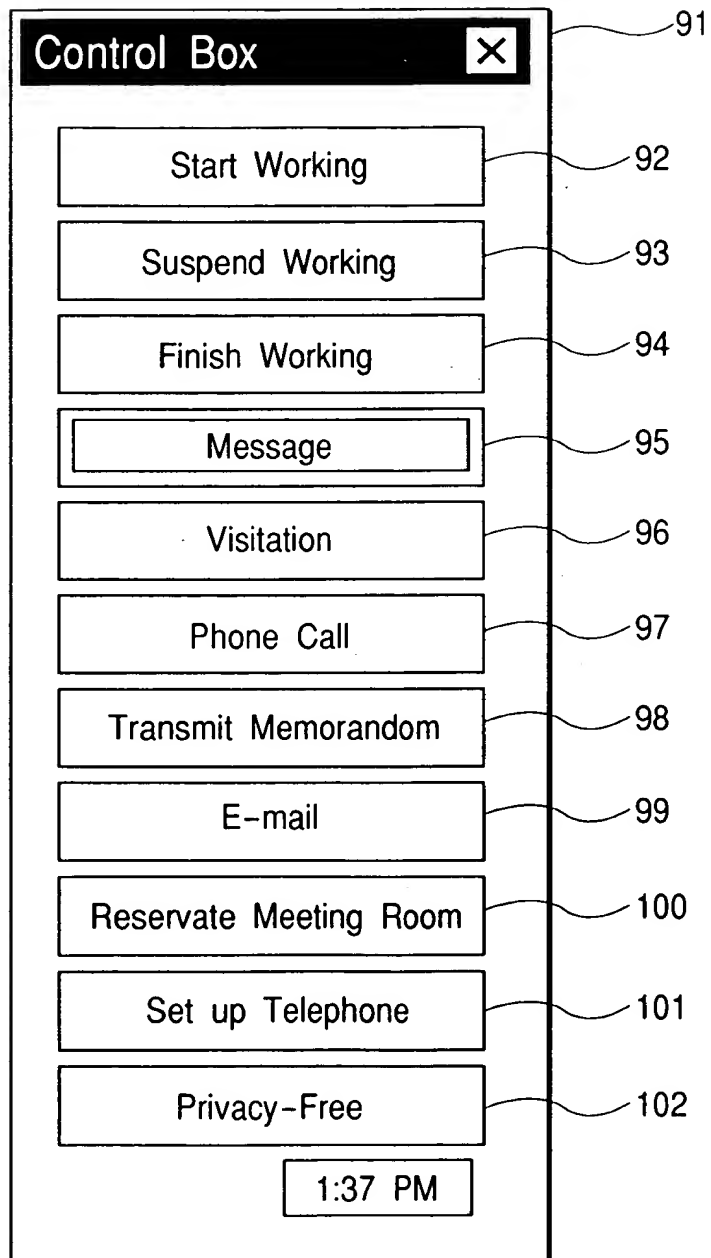 91
Control Box ×
Start Working 92
Suspend Working 93
Finish Working 94
Message 95
Visitation 96
Phone Call 97
Transmit Memorandom 98
E-mail 99
Reservate Meeting Room 100
Set up Telephone 101
Privacy-Free 102
1:37 PM